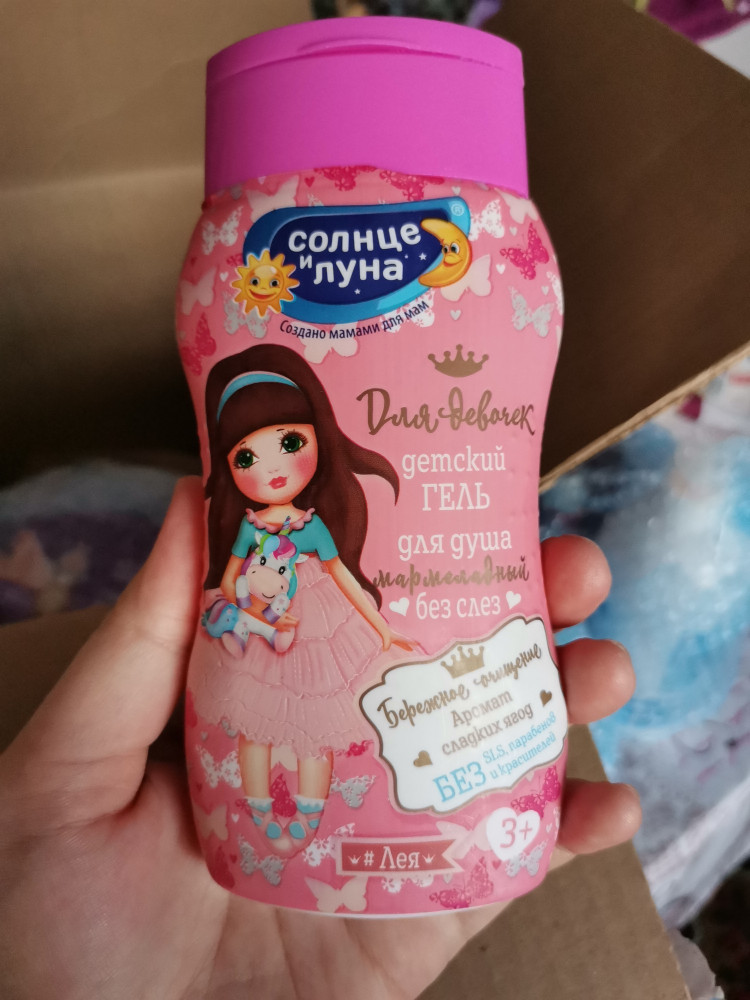 солнце
и
луна
®
Создано мамами для мам
Для девочек
детский
ГЕЛЬ
для душа
мармеладный
без слез
Бережное очищение
Аромат
сладких ягод
БЕЗ SLS, парабенов
и красителей
3+
# Лея